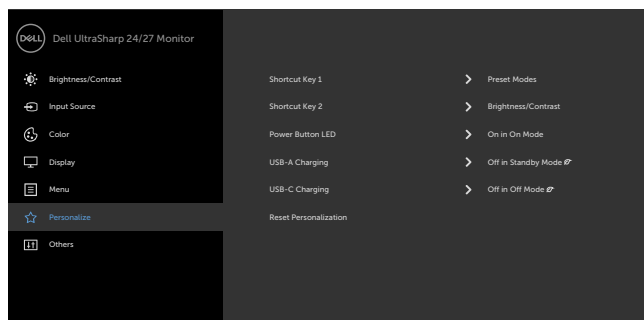 DELL Dell UltraSharp 24/27 Monitor
Brightness/Contrast Shortcut Key 1 Preset Modes
Input Source Shortcut Key 2 Brightness/Contrast
Color Power Button LED On in On Mode
Display USB-A Charging Off in Standby Mode
Menu USB-C Charging Off in Off Mode
Personalize Reset Personalization
Others